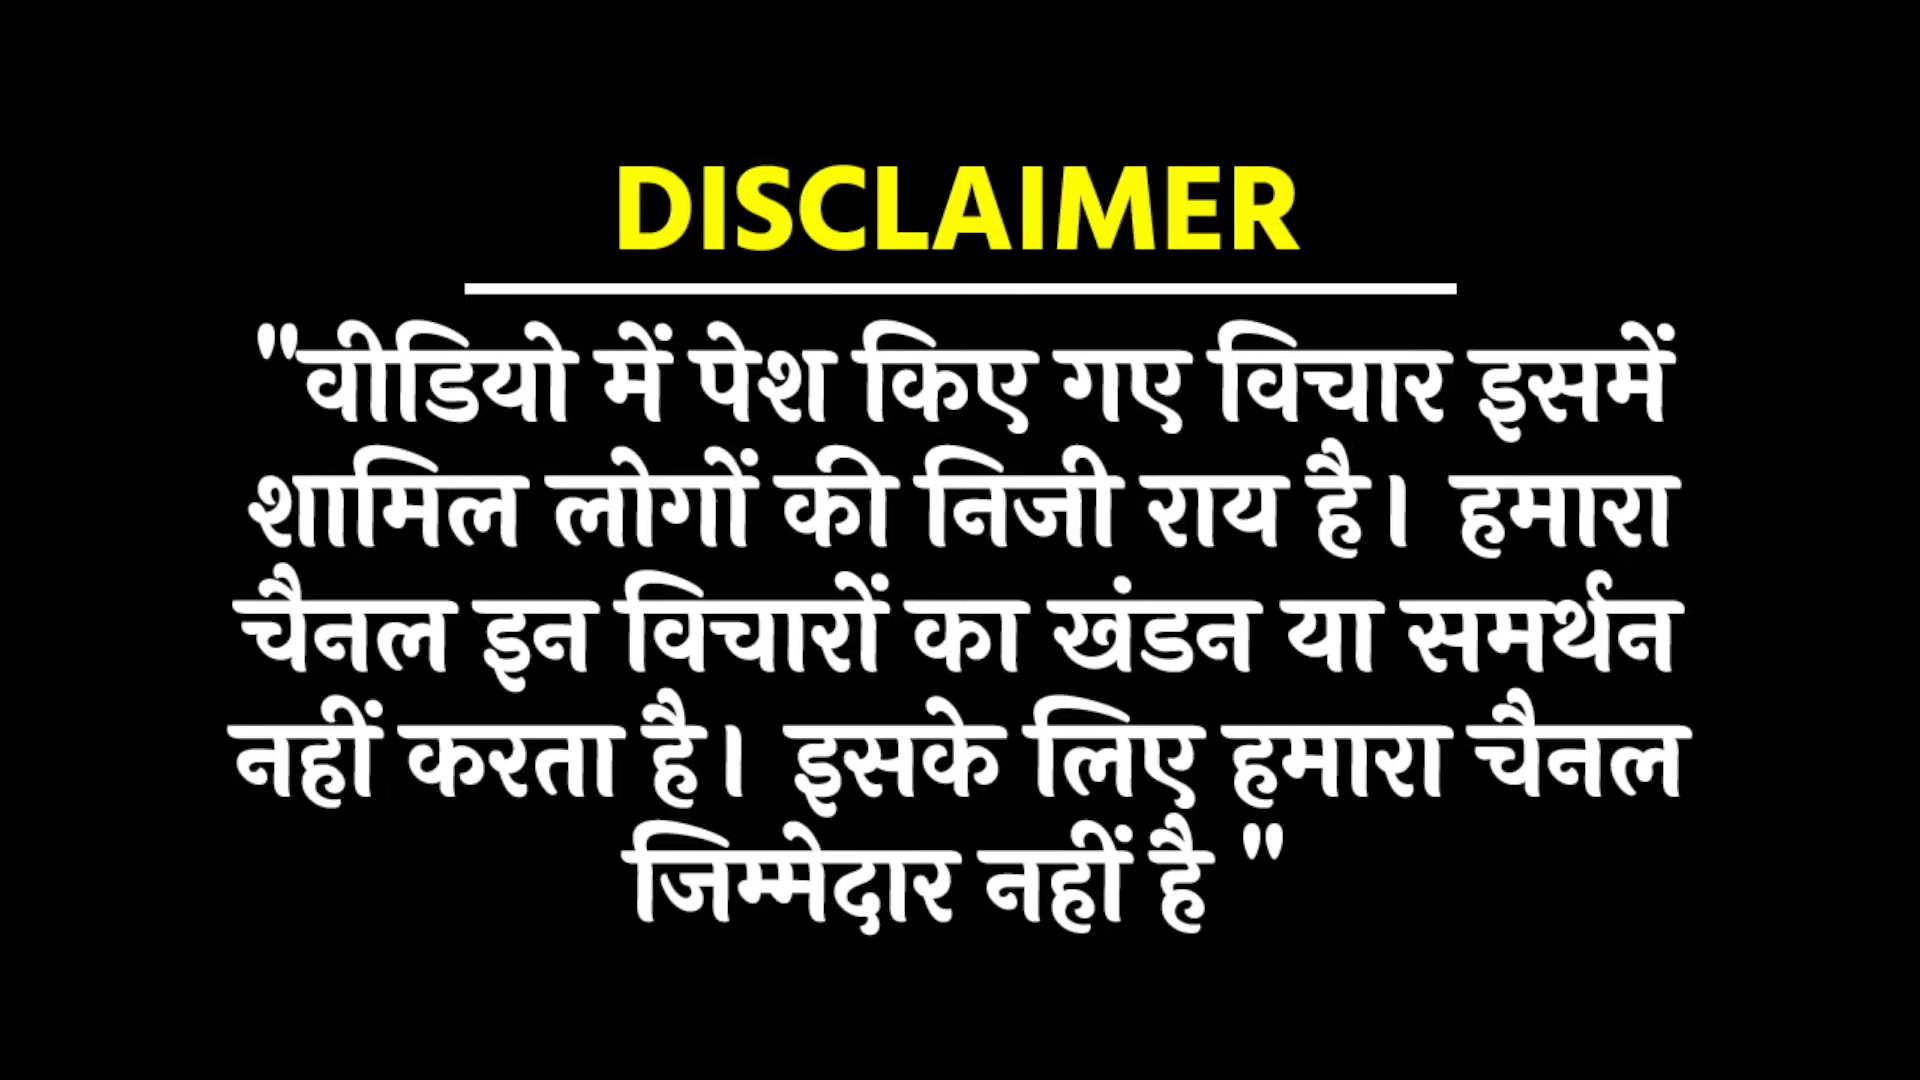 DISCLAIMER
"वीडियो में पेश किए गए विचार इसमें
शामिल लोगों की निजी राय है। हमारा
चैनल इन विचारों का खंडन या समर्थन
नहीं करता है। इसके लिए हमारा चैनल
जिम्मेदार नहीं है "